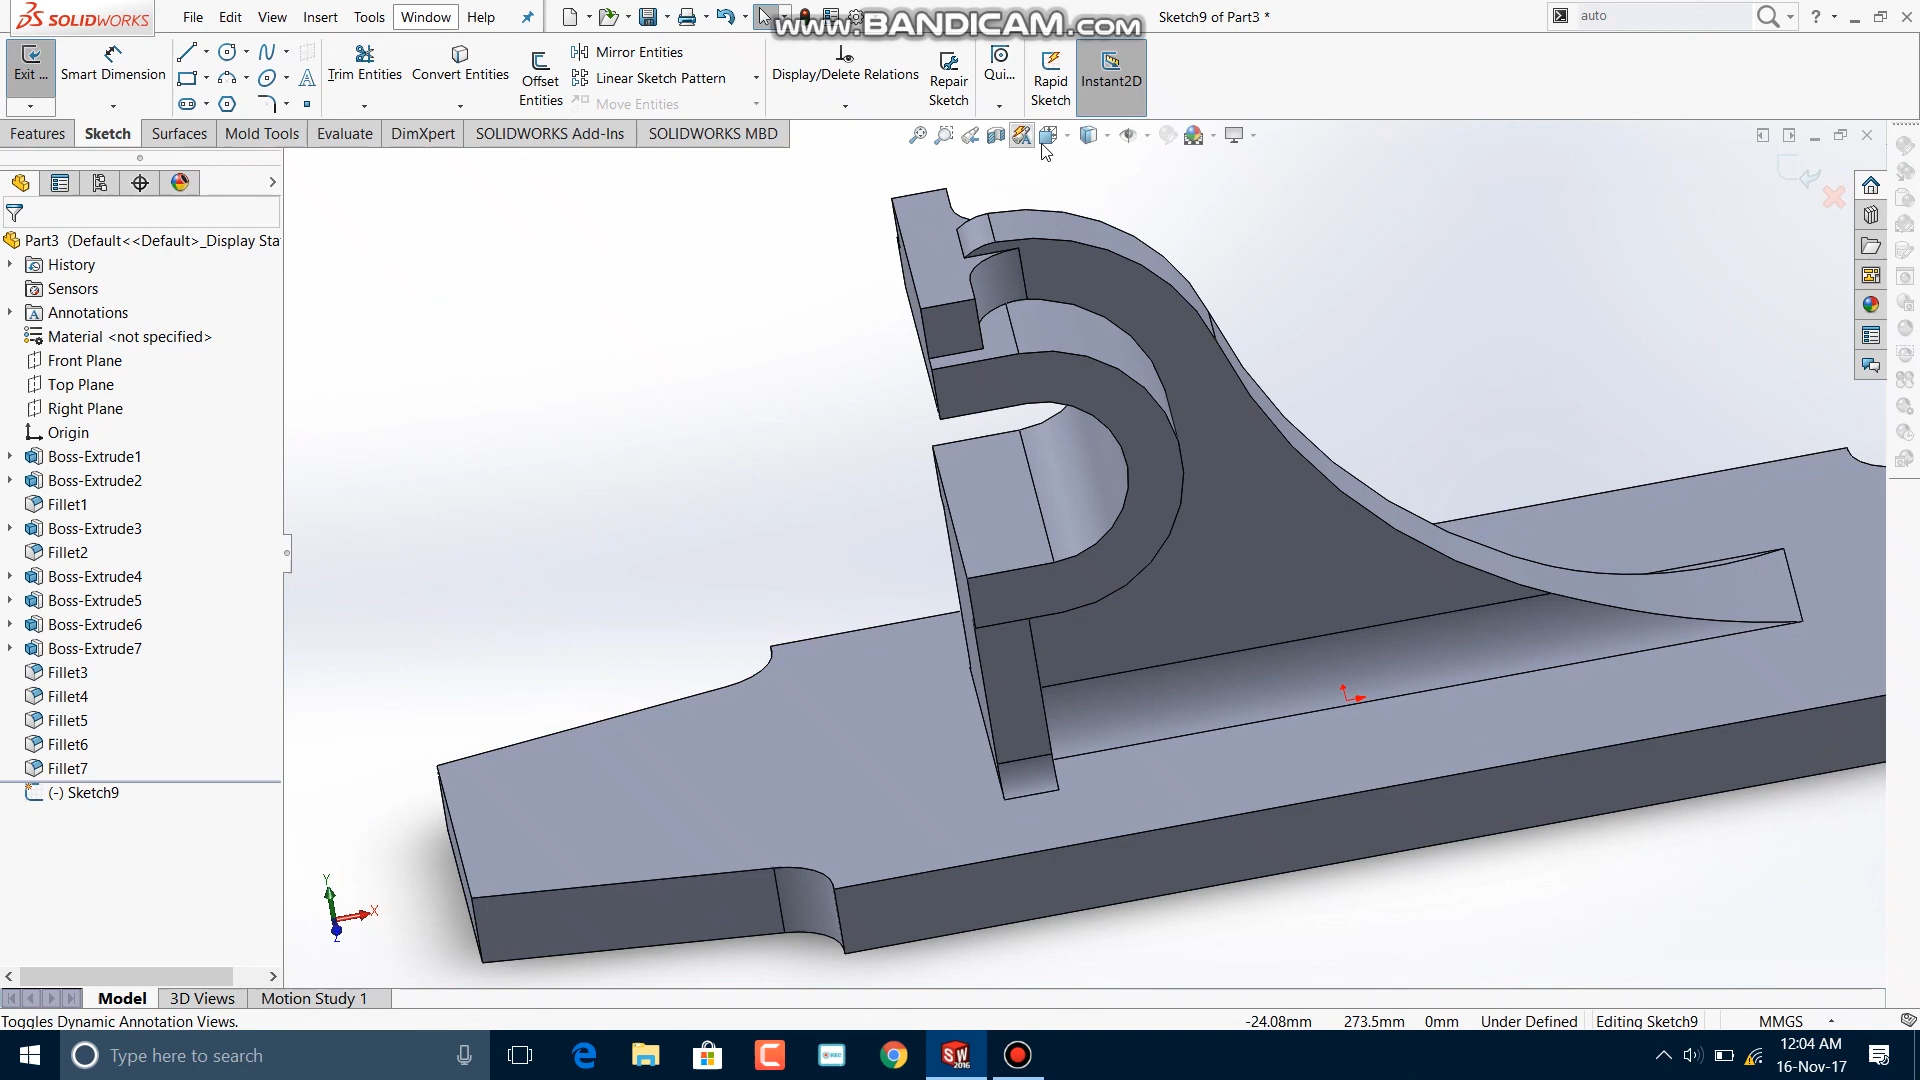 SOLIDWORKS
File
Edit
View
Insert
Tools
Window
Help
www.BANDICAM.com
Sketch9 of Part3 *
auto
?
Exit ...
Smart Dimension
Trim Entities
Convert Entities
Offset
Entities
Mirror Entities
Linear Sketch Pattern
Move Entities
Display/Delete Relations
Repair
Sketch
Qui...
Rapid
Sketch
Instant2D
Features
Sketch
Surfaces
Mold Tools
Evaluate
DimXpert
SOLIDWORKS Add-Ins
SOLIDWORKS MBD
Part3 (Default<<Default>_Display Sta
History
Sensors
Annotations
Material <not specified>
Front Plane
Top Plane
Right Plane
Origin
Boss-Extrude1
Boss-Extrude2
Fillet1
Boss-Extrude3
Fillet2
Boss-Extrude4
Boss-Extrude5
Boss-Extrude6
Boss-Extrude7
Fillet3
Fillet4
Fillet5
Fillet6
Fillet7
(-) Sketch9
Y
X
Z
Model
3D Views
Motion Study 1
Toggles Dynamic Annotation Views.
-24.08mm
273.5mm
0mm
Under Defined
Editing Sketch9
MMGS
Type here to search
SW
2016
12:04 AM
16-Nov-17